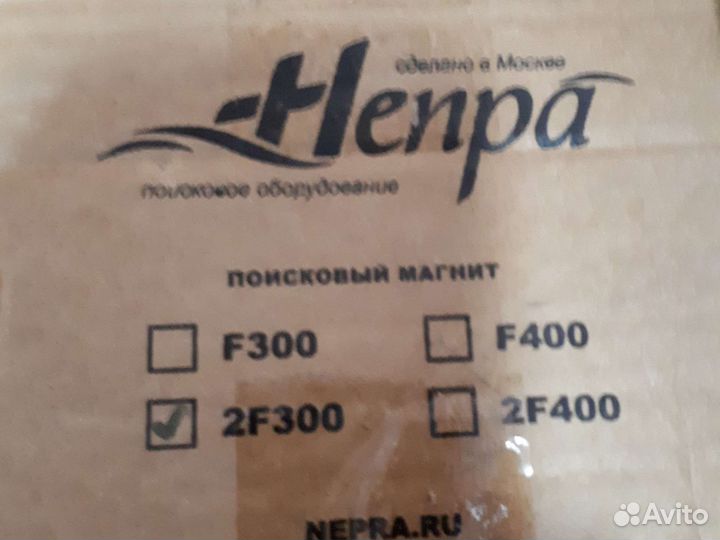 сделано в Москве
Непра
поисковое оборудование
ПОИСКОВЫЙ МАГНИТ
F300 F400
2F300 2F400
NEPRA.RU
Avito